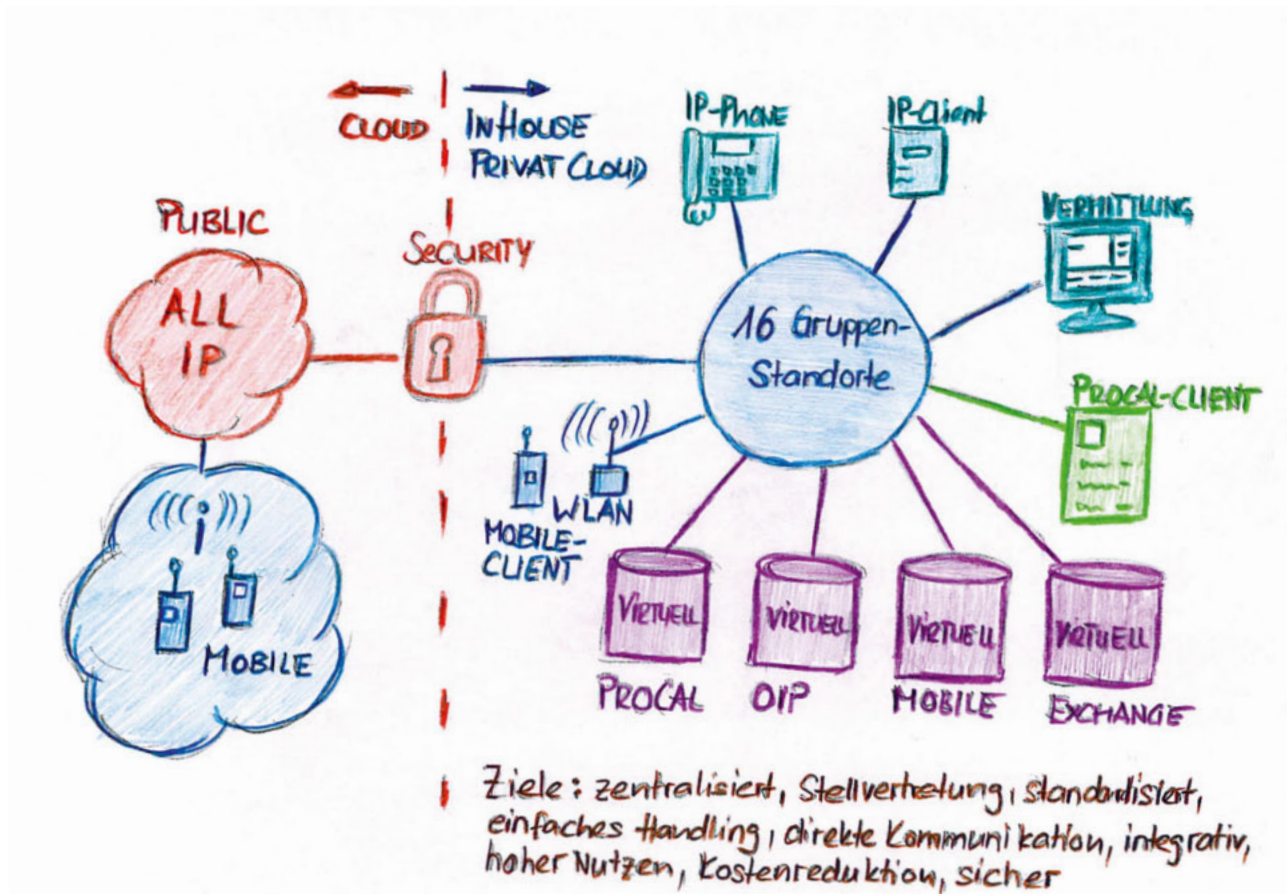 CLOUD
INHOUSE
PRIVAT CLOUD
IP-PHONE
IP-Client
VERMITTLUNG
PUBLIC
SECURITY
ALL
IP
16 Gruppen-
Standorte
PROCAL-CLIENT
WLAN
MOBILE-
CLIENT
MOBILE
VIRTUELL
VIRTUELL
VIRTUELL
VIRTUELL
PROCAL
OIP
MOBILE
EXCHANGE
Ziele: zentralisiert, Stellvertretung, standardisiert,
einfaches Handling, direkte Kommunikation, integrativ,
hoher Nutzen, Kostenreduktion, sicher